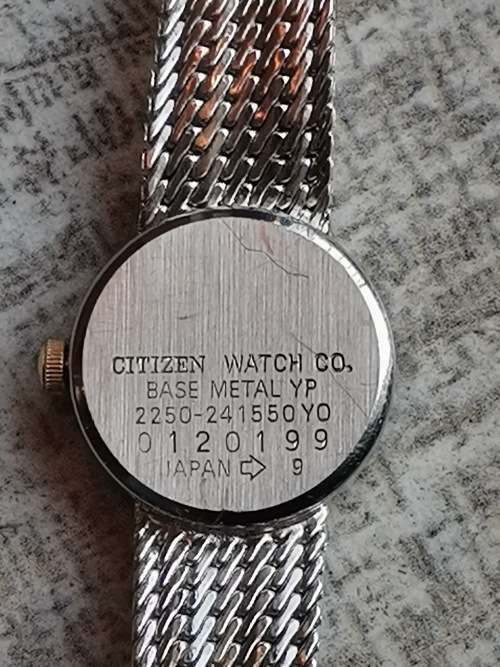 CITIZEN WATCH CO,
BASE METAL YP
2250-241550 YO
0120199
JAPAN ⇨ 9